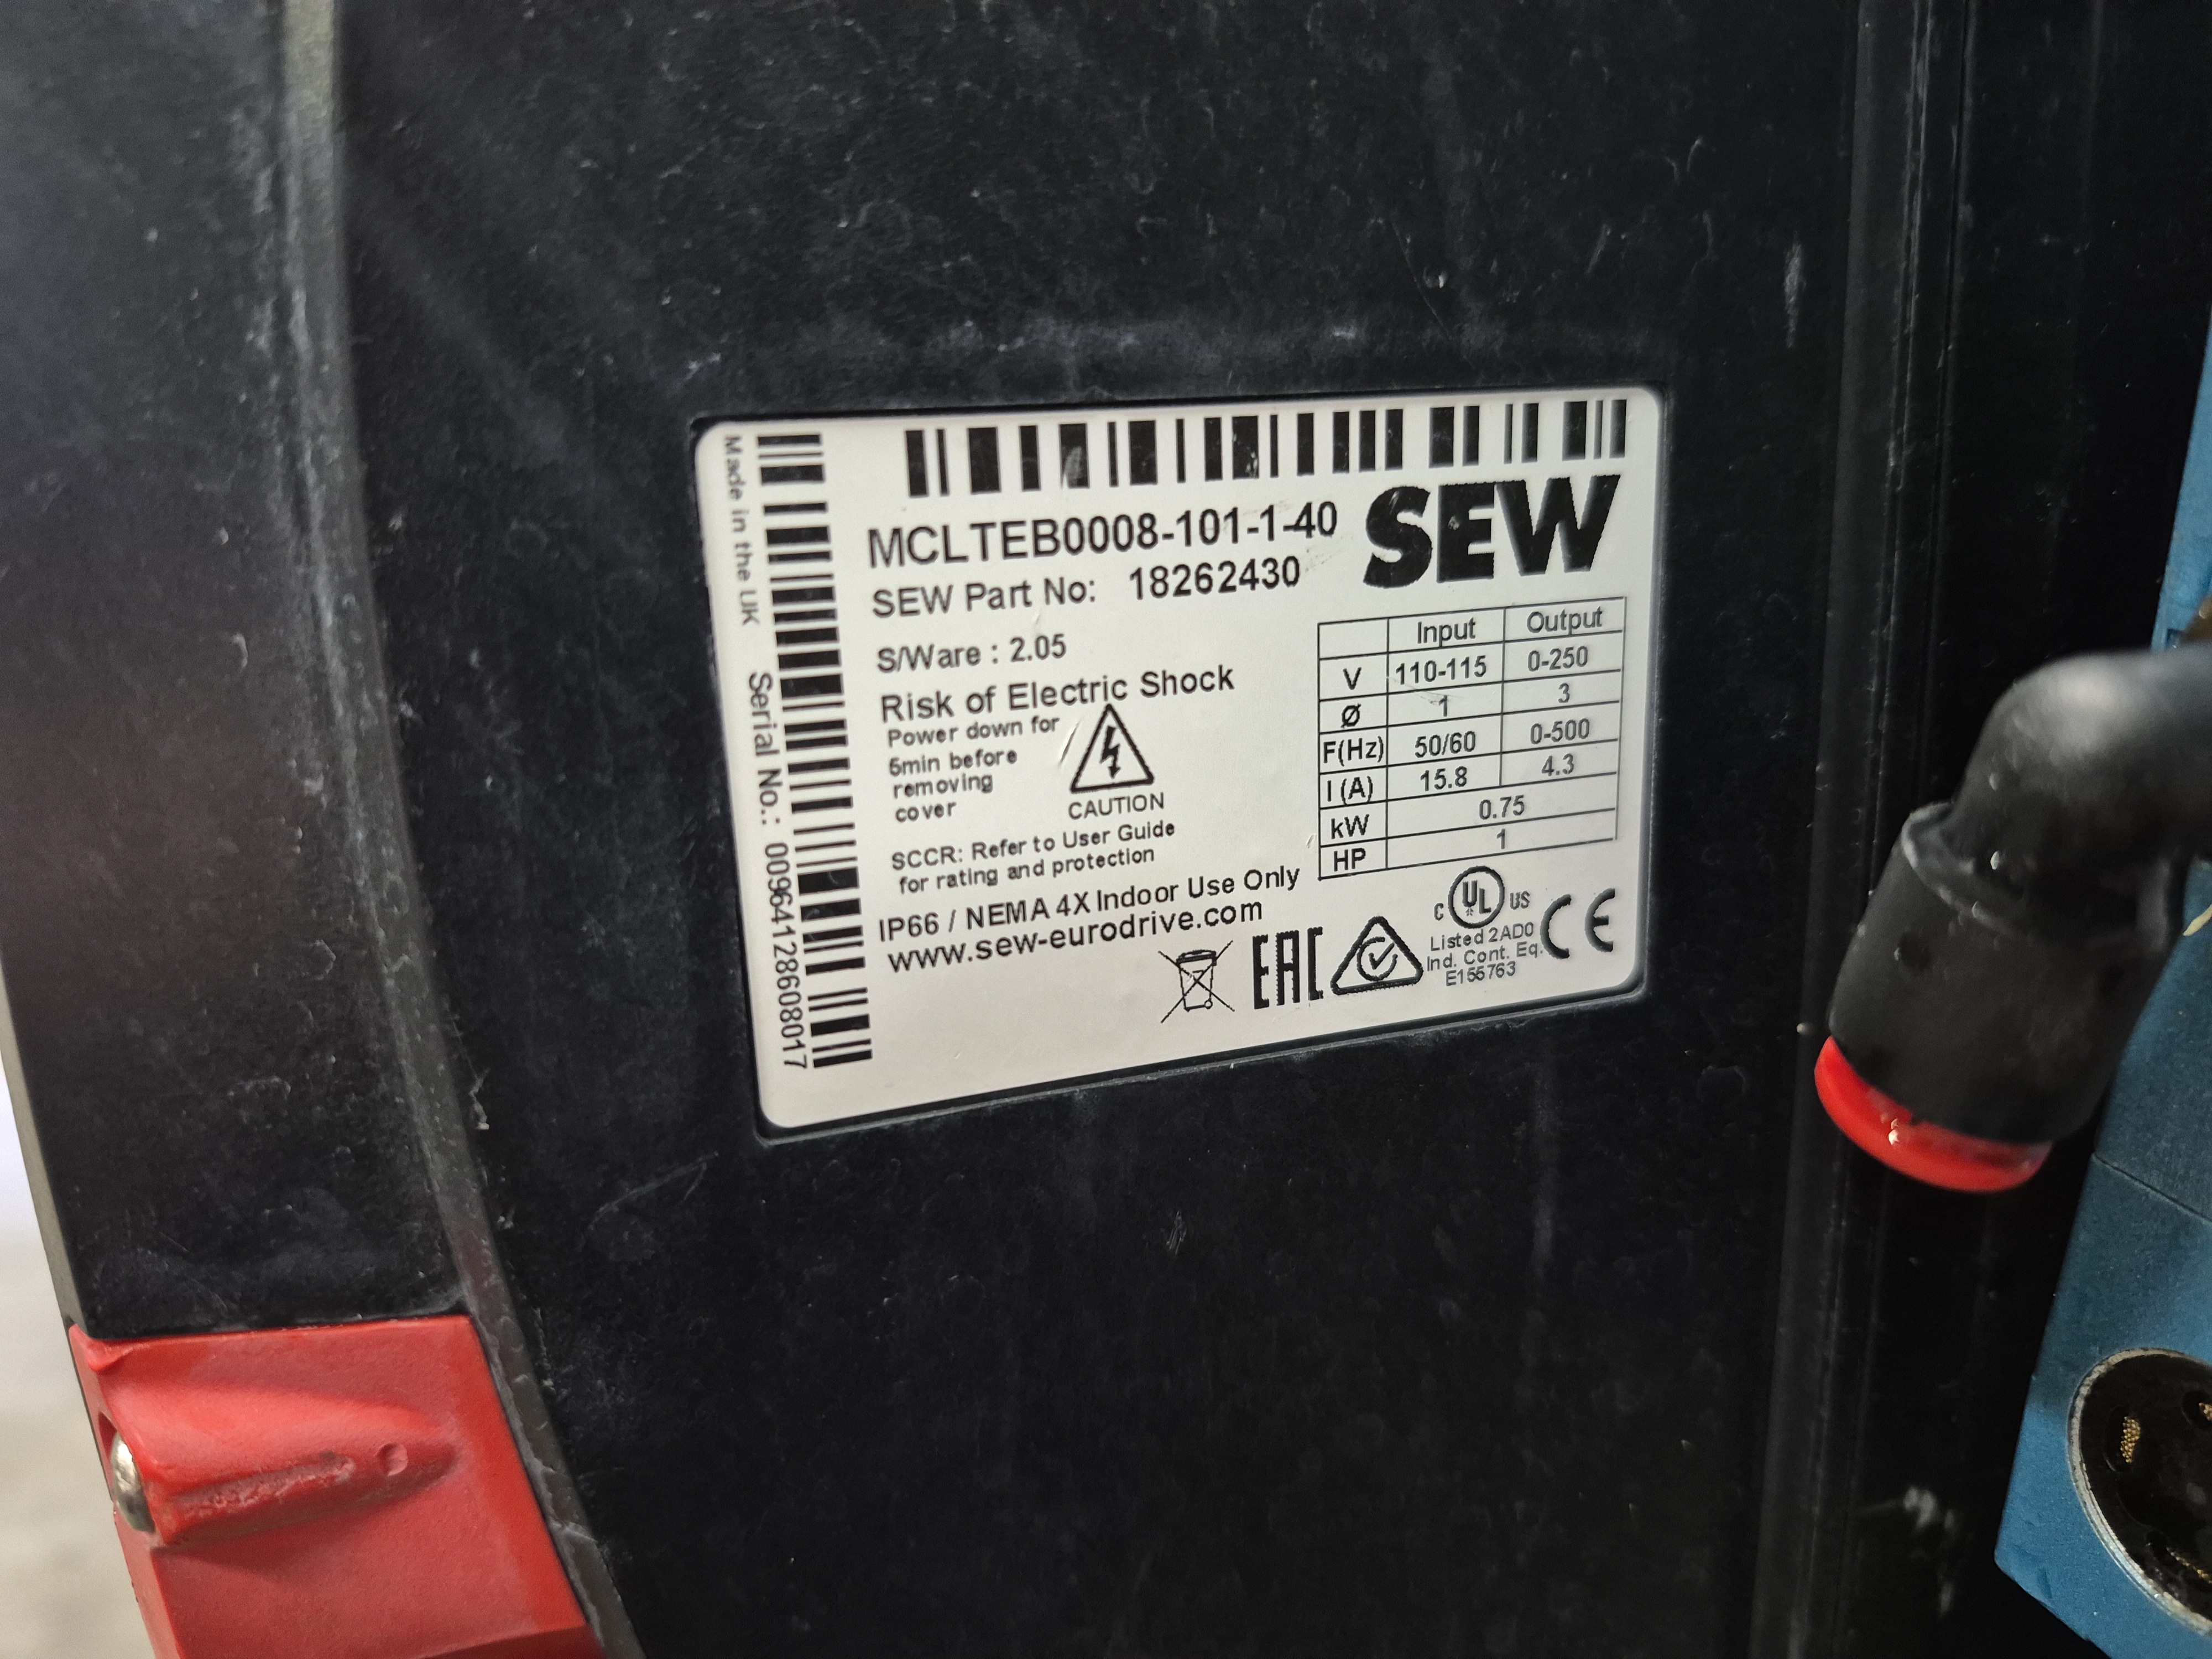 MCLTEB0008-101-1-40
SEW
SEW Part No: 18262430
S/Ware : 2.05
Risk of Electric Shock
Power down for
5min before
removing
cover
CAUTION
SCCR: Refer to User Guide
for rating and protection
IP66 / NEMA 4X Indoor Use Only
www.sew-eurodrive.com
Input Output
V 110-115 0-250
Ø 1 3
F(Hz) 50/60 0-500
I (A) 15.8 4.3
kW 0.75
HP 1
EAC
C UL US
Listed 2AD0
Ind. Cont. Eq.
E155763
CE
Made in the UK Serial No.: 00964128608017